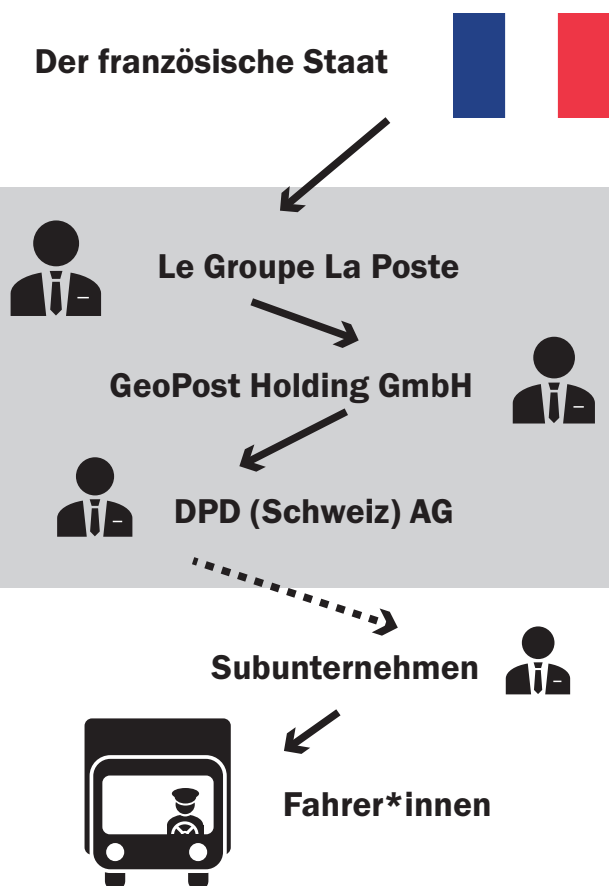 Der französische Staat
Le Groupe La Poste
GeoPost Holding GmbH
DPD (Schweiz) AG
Subunternehmen
Fahrer*innen